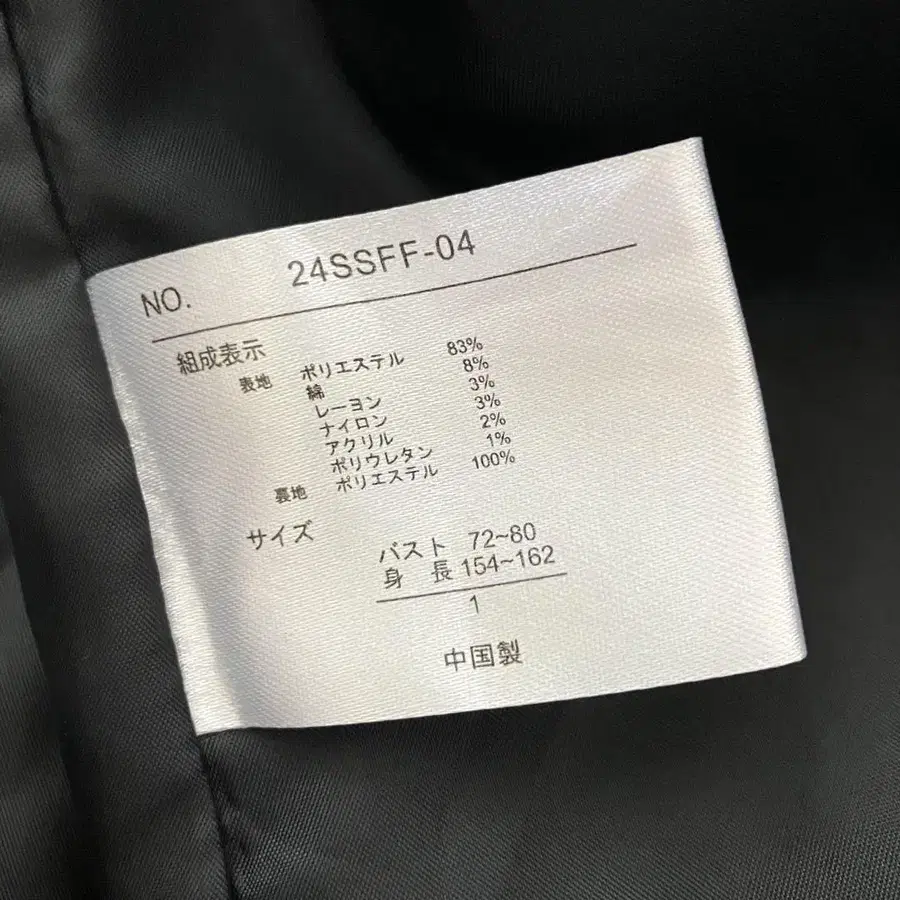 NO. 24SSFF-04
組成表示
表地 ポリエステル 83%
綿 8%
レーヨン 3%
ナイロン 3%
アクリル 2%
ポリウレタン 1%
裏地 ポリエステル 100%
サイズ
バスト 72~80
身 長 154~162
1
中国製